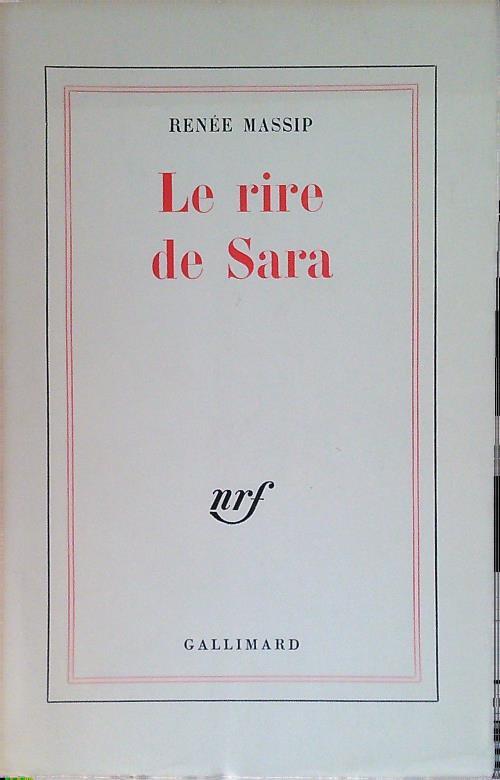 RENÉE MASSIP
Le rire
de Sara
nrf
GALLIMARD